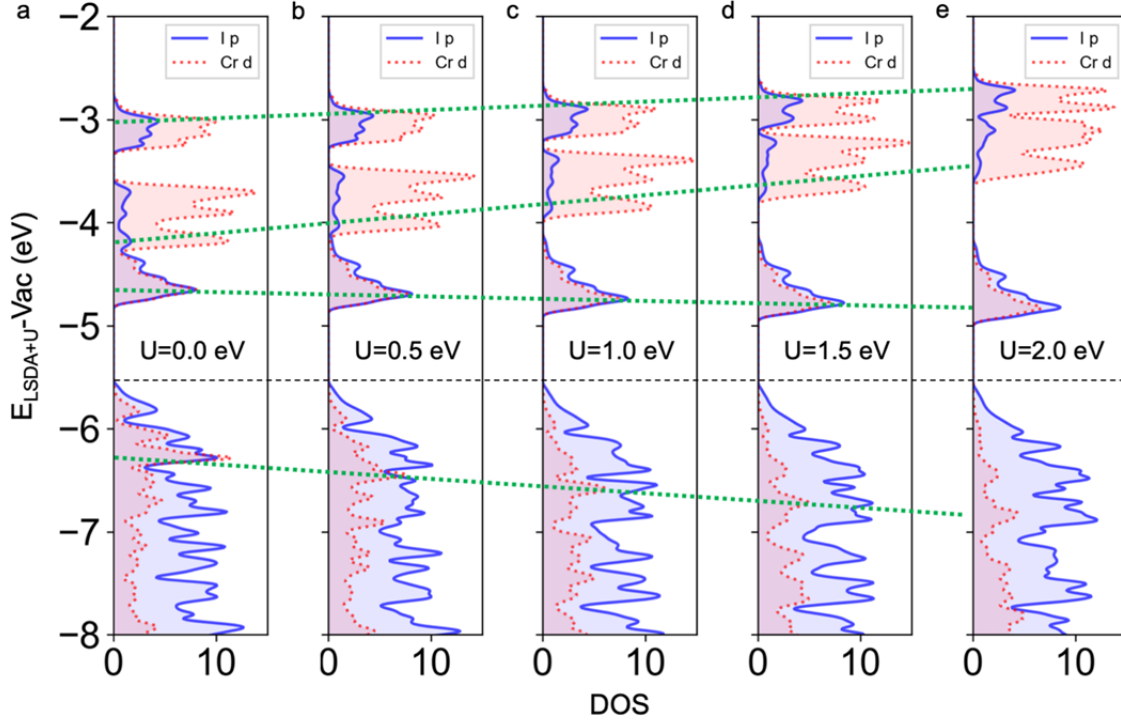 a b c d e
I p
Cr d
I p
Cr d
I p
Cr d
I p
Cr d
I p
Cr d
E_LSDA+U-Vac (eV)
−2
−3
−4
−5
−6
−7
−8
U=0.0 eV U=0.5 eV U=1.0 eV U=1.5 eV U=2.0 eV
0 10 0 10 0 10 0 10 0 10
DOS